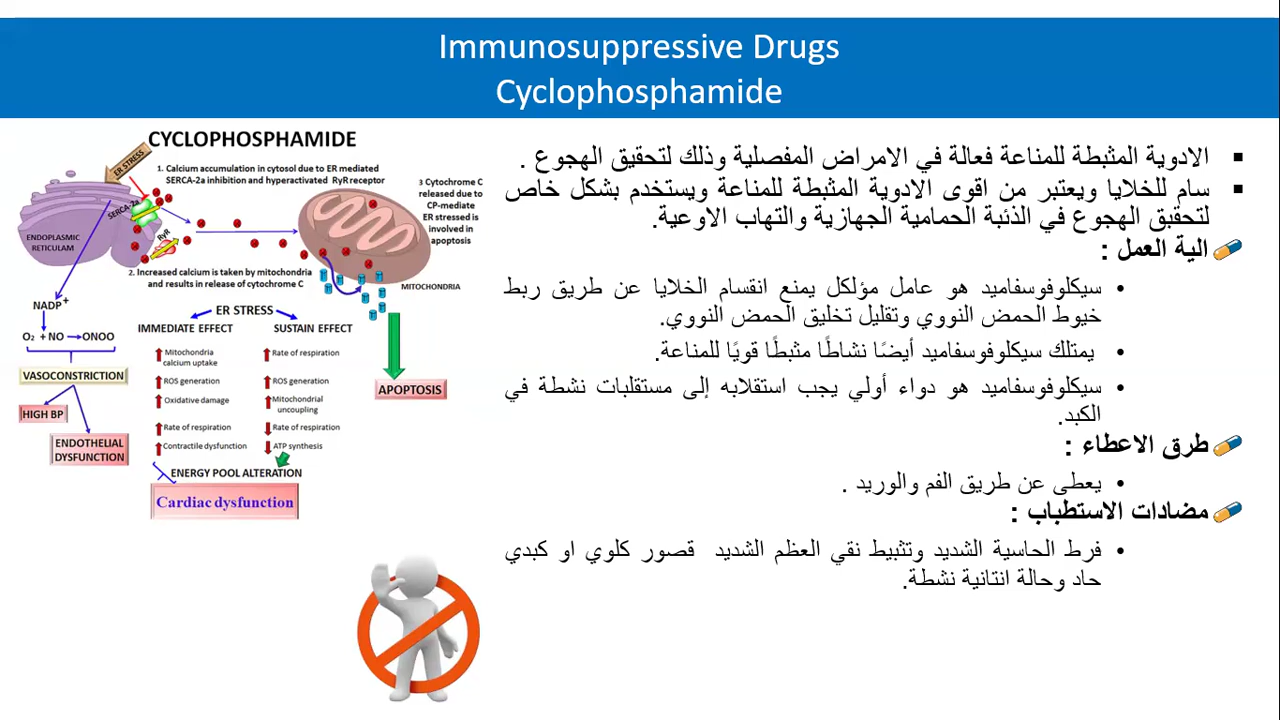 Immunosuppressive Drugs
Cyclophosphamide
الادوية المثبطة للمناعة فعالة في الامراض المفصلية وذلك لتحقيق الهجوع .
سام للخلايا ويعتبر من اقوى الادوية المثبطة للمناعة ويستخدم بشكل خاص
لتحقيق الهجوع في الذئبة الحمامية الجهازية والتهاب الاوعية.
الية العمل :
سيكلوفوسفاميد هو عامل مؤلكل يمنع انقسام الخلايا عن طريق ربط
خيوط الحمض النووي وتقليل تخليق الحمض النووي.
يمتلك سيكلوفوسفاميد أيضًا نشاطًا مثبطًا قويًا للمناعة.
سيكلوفوسفاميد هو دواء أولي يجب استقلابه إلى مستقلبات نشطة في
الكبد.
طرق الاعطاء :
يعطى عن طريق الفم والوريد .
مضادات الاستطباب :
فرط الحاسية الشديد وتثبيط نقي العظم الشديد قصور كلوي او كبدي
حاد وحالة انتانية نشطة.
CYCLOPHOSPHAMIDE
ER STRESS
1. Calcium accumulation in cytosol due to ER mediated
SERCA-2a inhibition and hyperactivated RyR receptor
SERCA-2a
RyR
ENDOPLASMIC
RETICULAM
3 Cytochrome C
released due to
CP-mediate
ER stressed is
involved in
apoptosis
2. Increased calcium is taken by mitochondria
and results in release of cytochrome C
MITOCHONDRIA
NADP+
O2 + NO → ONOO
VASOCONSTRICTION
HIGH BP
ENDOTHELIAL
DYSFUNCTION
ER STRESS
IMMEDIATE EFFECT
Mitochondria
calcium uptake
ROS generation
Oxidative damage
Rate of respiration
Contractile dysfunction
SUSTAIN EFFECT
Rate of respiration
ROS generation
Mitochondrial
uncoupling
Rate of respiration
ATP synthesis
ENERGY POOL ALTERATION
Cardiac dysfunction
APOPTOSIS